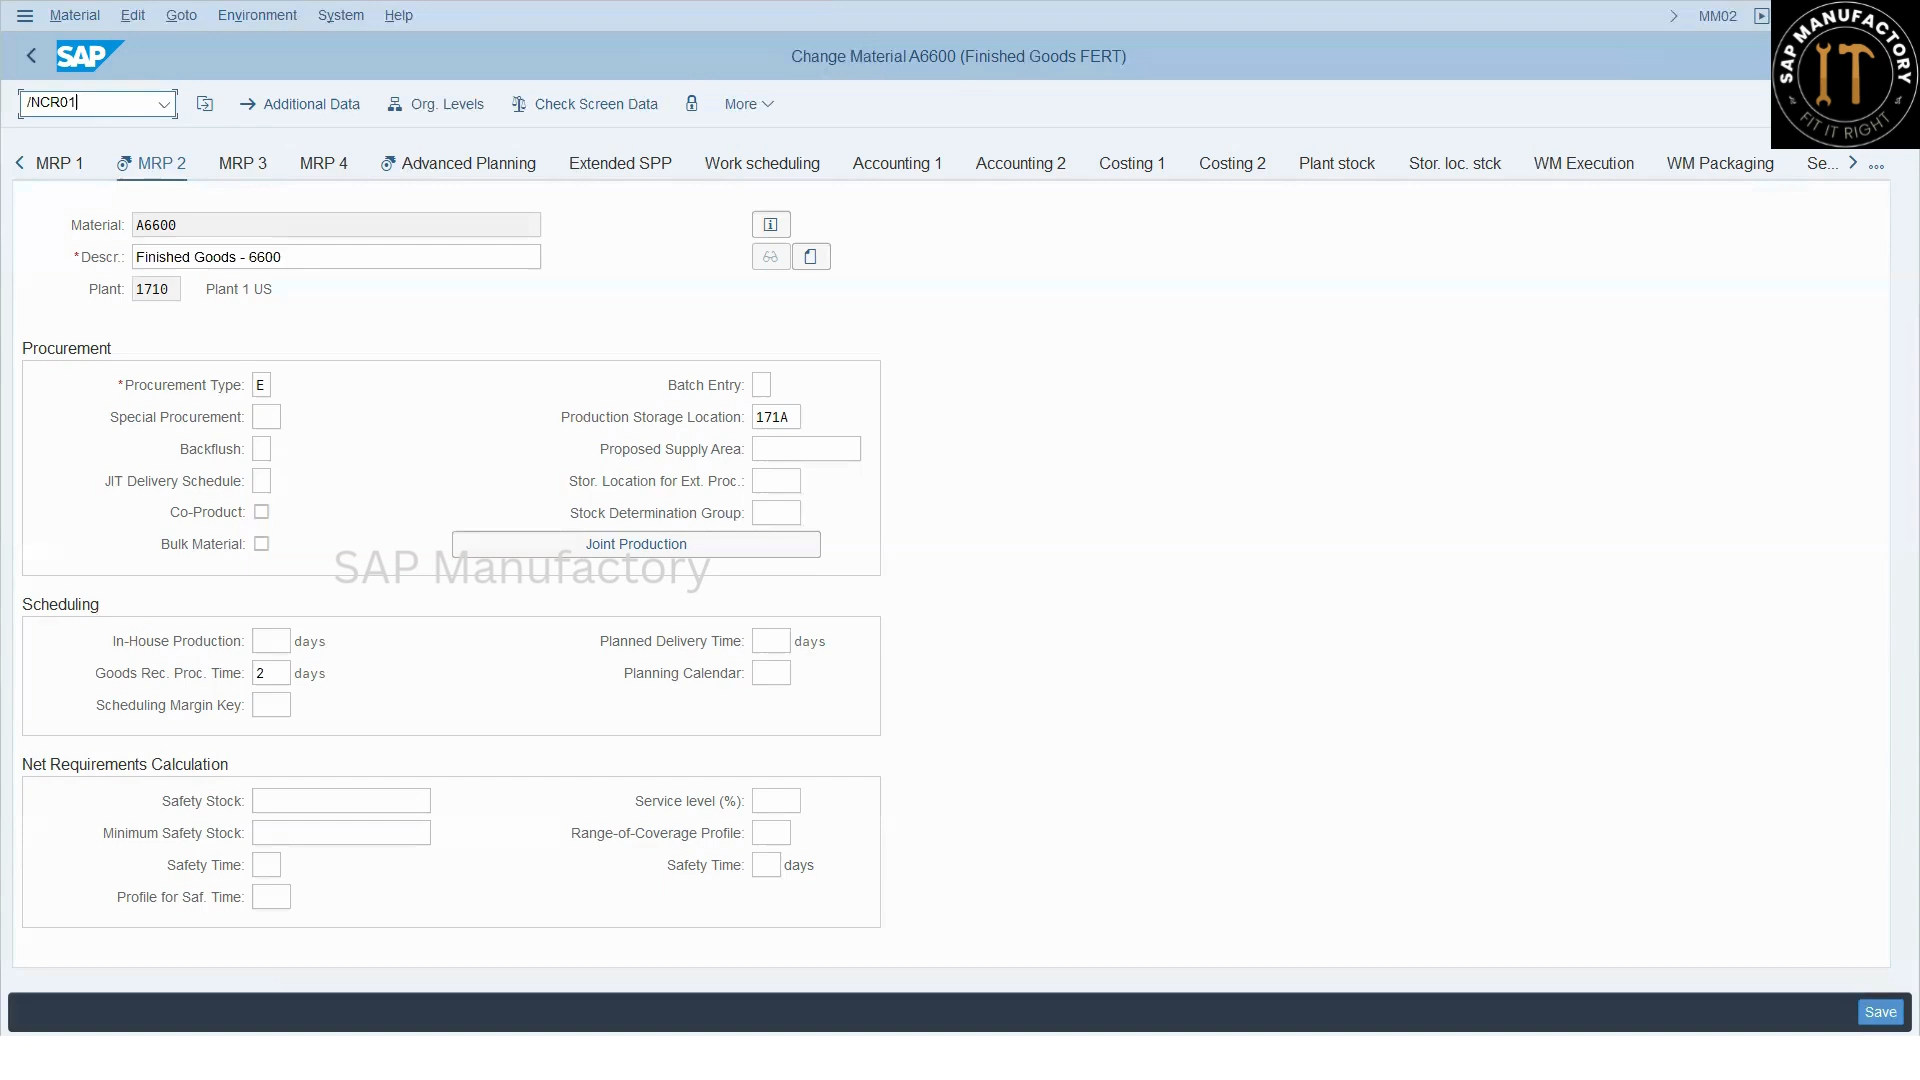 Material Edit Goto Environment System Help MM02
SAP Change Material A6600 (Finished Goods FERT)
/NCR01 Additional Data Org. Levels Check Screen Data More
SAP MANUFACTORY
IT
FIT IT RIGHT
MRP 1 MRP 2 MRP 3 MRP 4 Advanced Planning Extended SPP Work scheduling Accounting 1 Accounting 2 Costing 1 Costing 2 Plant stock Stor. loc. stck WM Execution WM Packaging Se... ...
Material: A6600
*Descr.: Finished Goods - 6600
Plant: 1710 Plant 1 US
Procurement
*Procurement Type: E Batch Entry:
Special Procurement: Production Storage Location: 171A
Backflush: Proposed Supply Area:
JIT Delivery Schedule: Stor. Location for Ext. Proc.:
Co-Product: Stock Determination Group:
Bulk Material: Joint Production
SAP Manufactory
Scheduling
In-House Production: days Planned Delivery Time: days
Goods Rec. Proc. Time: 2 days Planning Calendar:
Scheduling Margin Key:
Net Requirements Calculation
Safety Stock: Service level (%):
Minimum Safety Stock: Range-of-Coverage Profile:
Safety Time: Safety Time: days
Profile for Saf. Time:
Save